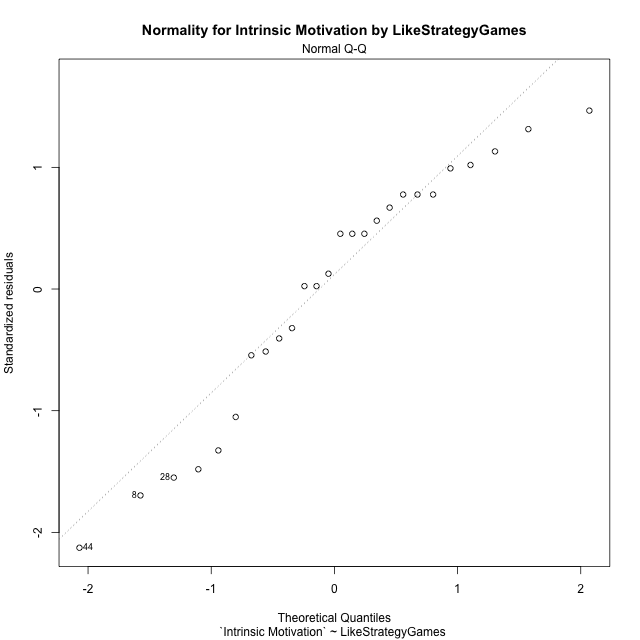 Normality for Intrinsic Motivation by LikeStrategyGames
Normal Q-Q
Standardized residuals
1
0
-1
-2
28
8
44
-2 -1 0 1 2
Theoretical Quantiles
`Intrinsic Motivation` ~ LikeStrategyGames